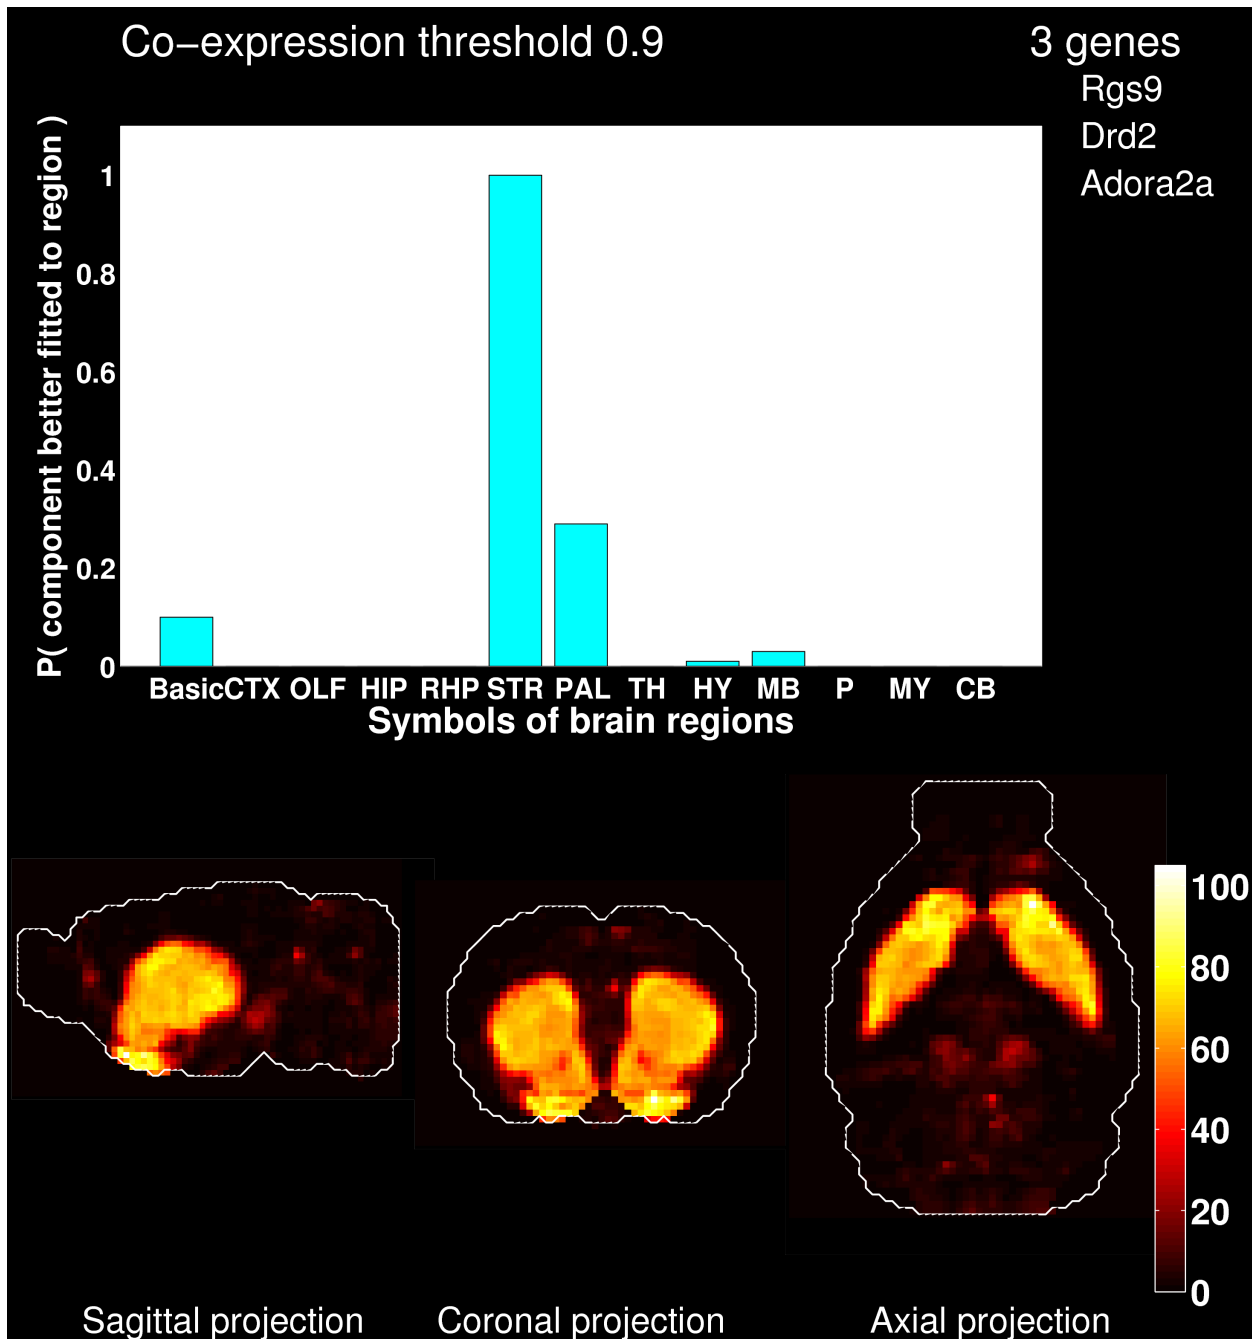 Co−expression threshold 0.9
3 genes
Rgs9
Drd2
Adora2a
P( component better fitted to region )
1
0.8
0.6
0.4
0.2
0
Basic CTX OLF HIP RHP STR PAL TH HY MB P MY CB
Symbols of brain regions
100
80
60
40
20
0
Sagittal projection
Coronal projection
Axial projection